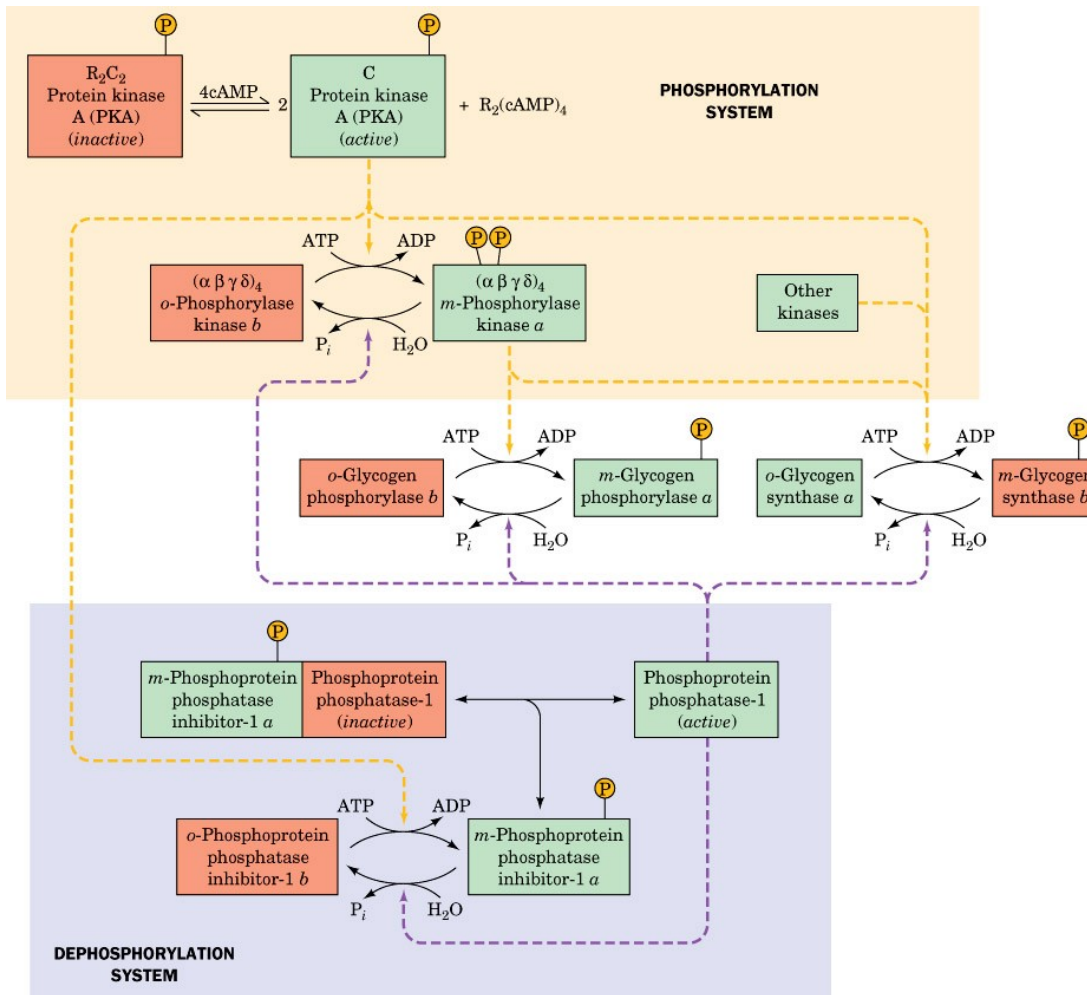 P
P
R₂C₂
Protein kinase
A (PKA)
(inactive)
4cAMP
2
C
Protein kinase
A (PKA)
(active)
+ R₂(cAMP)₄
PHOSPHORYLATION
SYSTEM
ATP
ADP
P P
(α β γ δ)₄
o-Phosphorylase
kinase b
(α β γ δ)₄
m-Phosphorylase
kinase a
Other
kinases
Pᵢ
H₂O
ATP
ADP
P
ATP
ADP
P
o-Glycogen
phosphorylase b
m-Glycogen
phosphorylase a
o-Glycogen
synthase a
m-Glycogen
synthase b
Pᵢ
H₂O
Pᵢ
H₂O
P
m-Phosphoprotein
phosphatase
inhibitor-1 a
Phosphoprotein
phosphatase-1
(inactive)
Phosphoprotein
phosphatase-1
(active)
ATP
ADP
P
o-Phosphoprotein
phosphatase
inhibitor-1 b
m-Phosphoprotein
phosphatase
inhibitor-1 a
Pᵢ
H₂O
DEPHOSPHORYLATION
SYSTEM